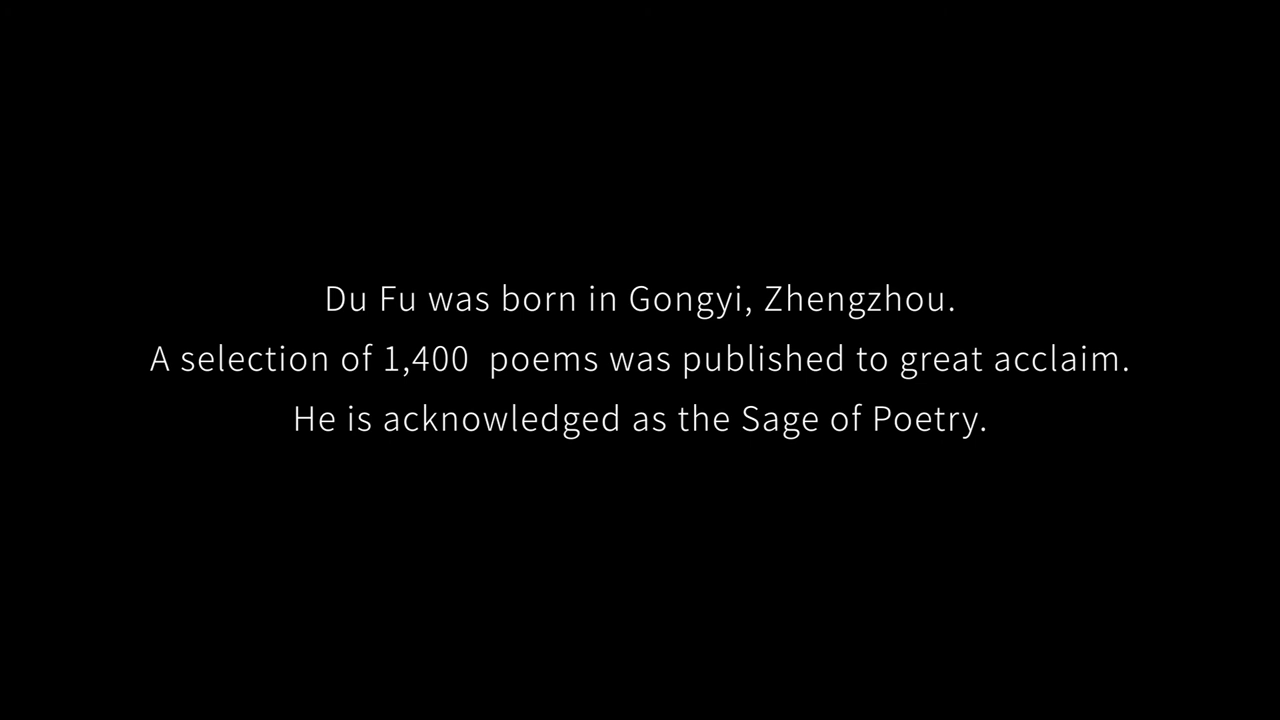 Du Fu was born in Gongyi, Zhengzhou.
A selection of 1,400  poems was published to great acclaim.
He is acknowledged as the Sage of Poetry.